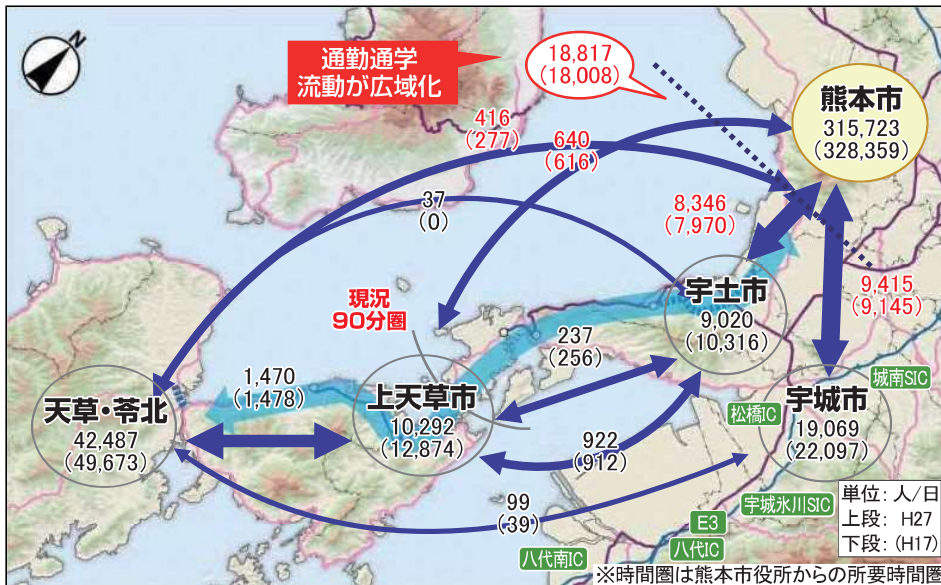 N
通勤通学
流動が広域化
18,817
(18,008)
熊本市
315,723
(328,359)
416
(277)
640
(616)
37
(0)
8,346
(7,970)
9,415
(9,145)
現況
90分圏
宇土市
9,020
(10,316)
237
(256)
1,470
(1,478)
上天草市
10,292
(12,874)
天草・苓北
42,487
(49,673)
922
(912)
99
(39)
城南SIC
松橋IC
宇城市
19,069
(22,097)
宇城氷川SIC
E3
八代IC
八代南IC
単位: 人/日
上段: H27
下段: (H17)
※時間圏は熊本市役所からの所要時間圏